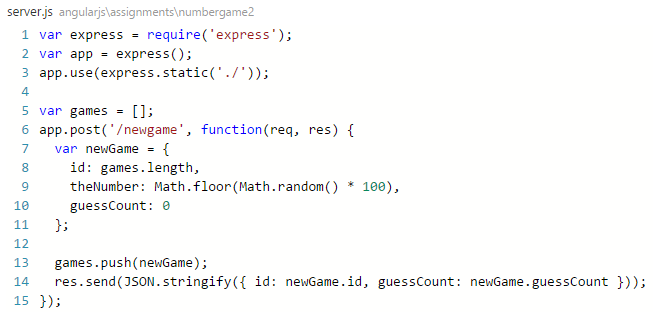 server.js angularjs\assignments\numbergame2
1 var express = require('express');
2 var app = express();
3 app.use(express.static('./'));
4
5 var games = [];
6 app.post('/newgame', function(req, res) {
7   var newGame = {
8     id: games.length,
9     theNumber: Math.floor(Math.random() * 100),
10     guessCount: 0
11   };
12
13   games.push(newGame);
14   res.send(JSON.stringify({ id: newGame.id, guessCount: newGame.guessCount }));
15 });